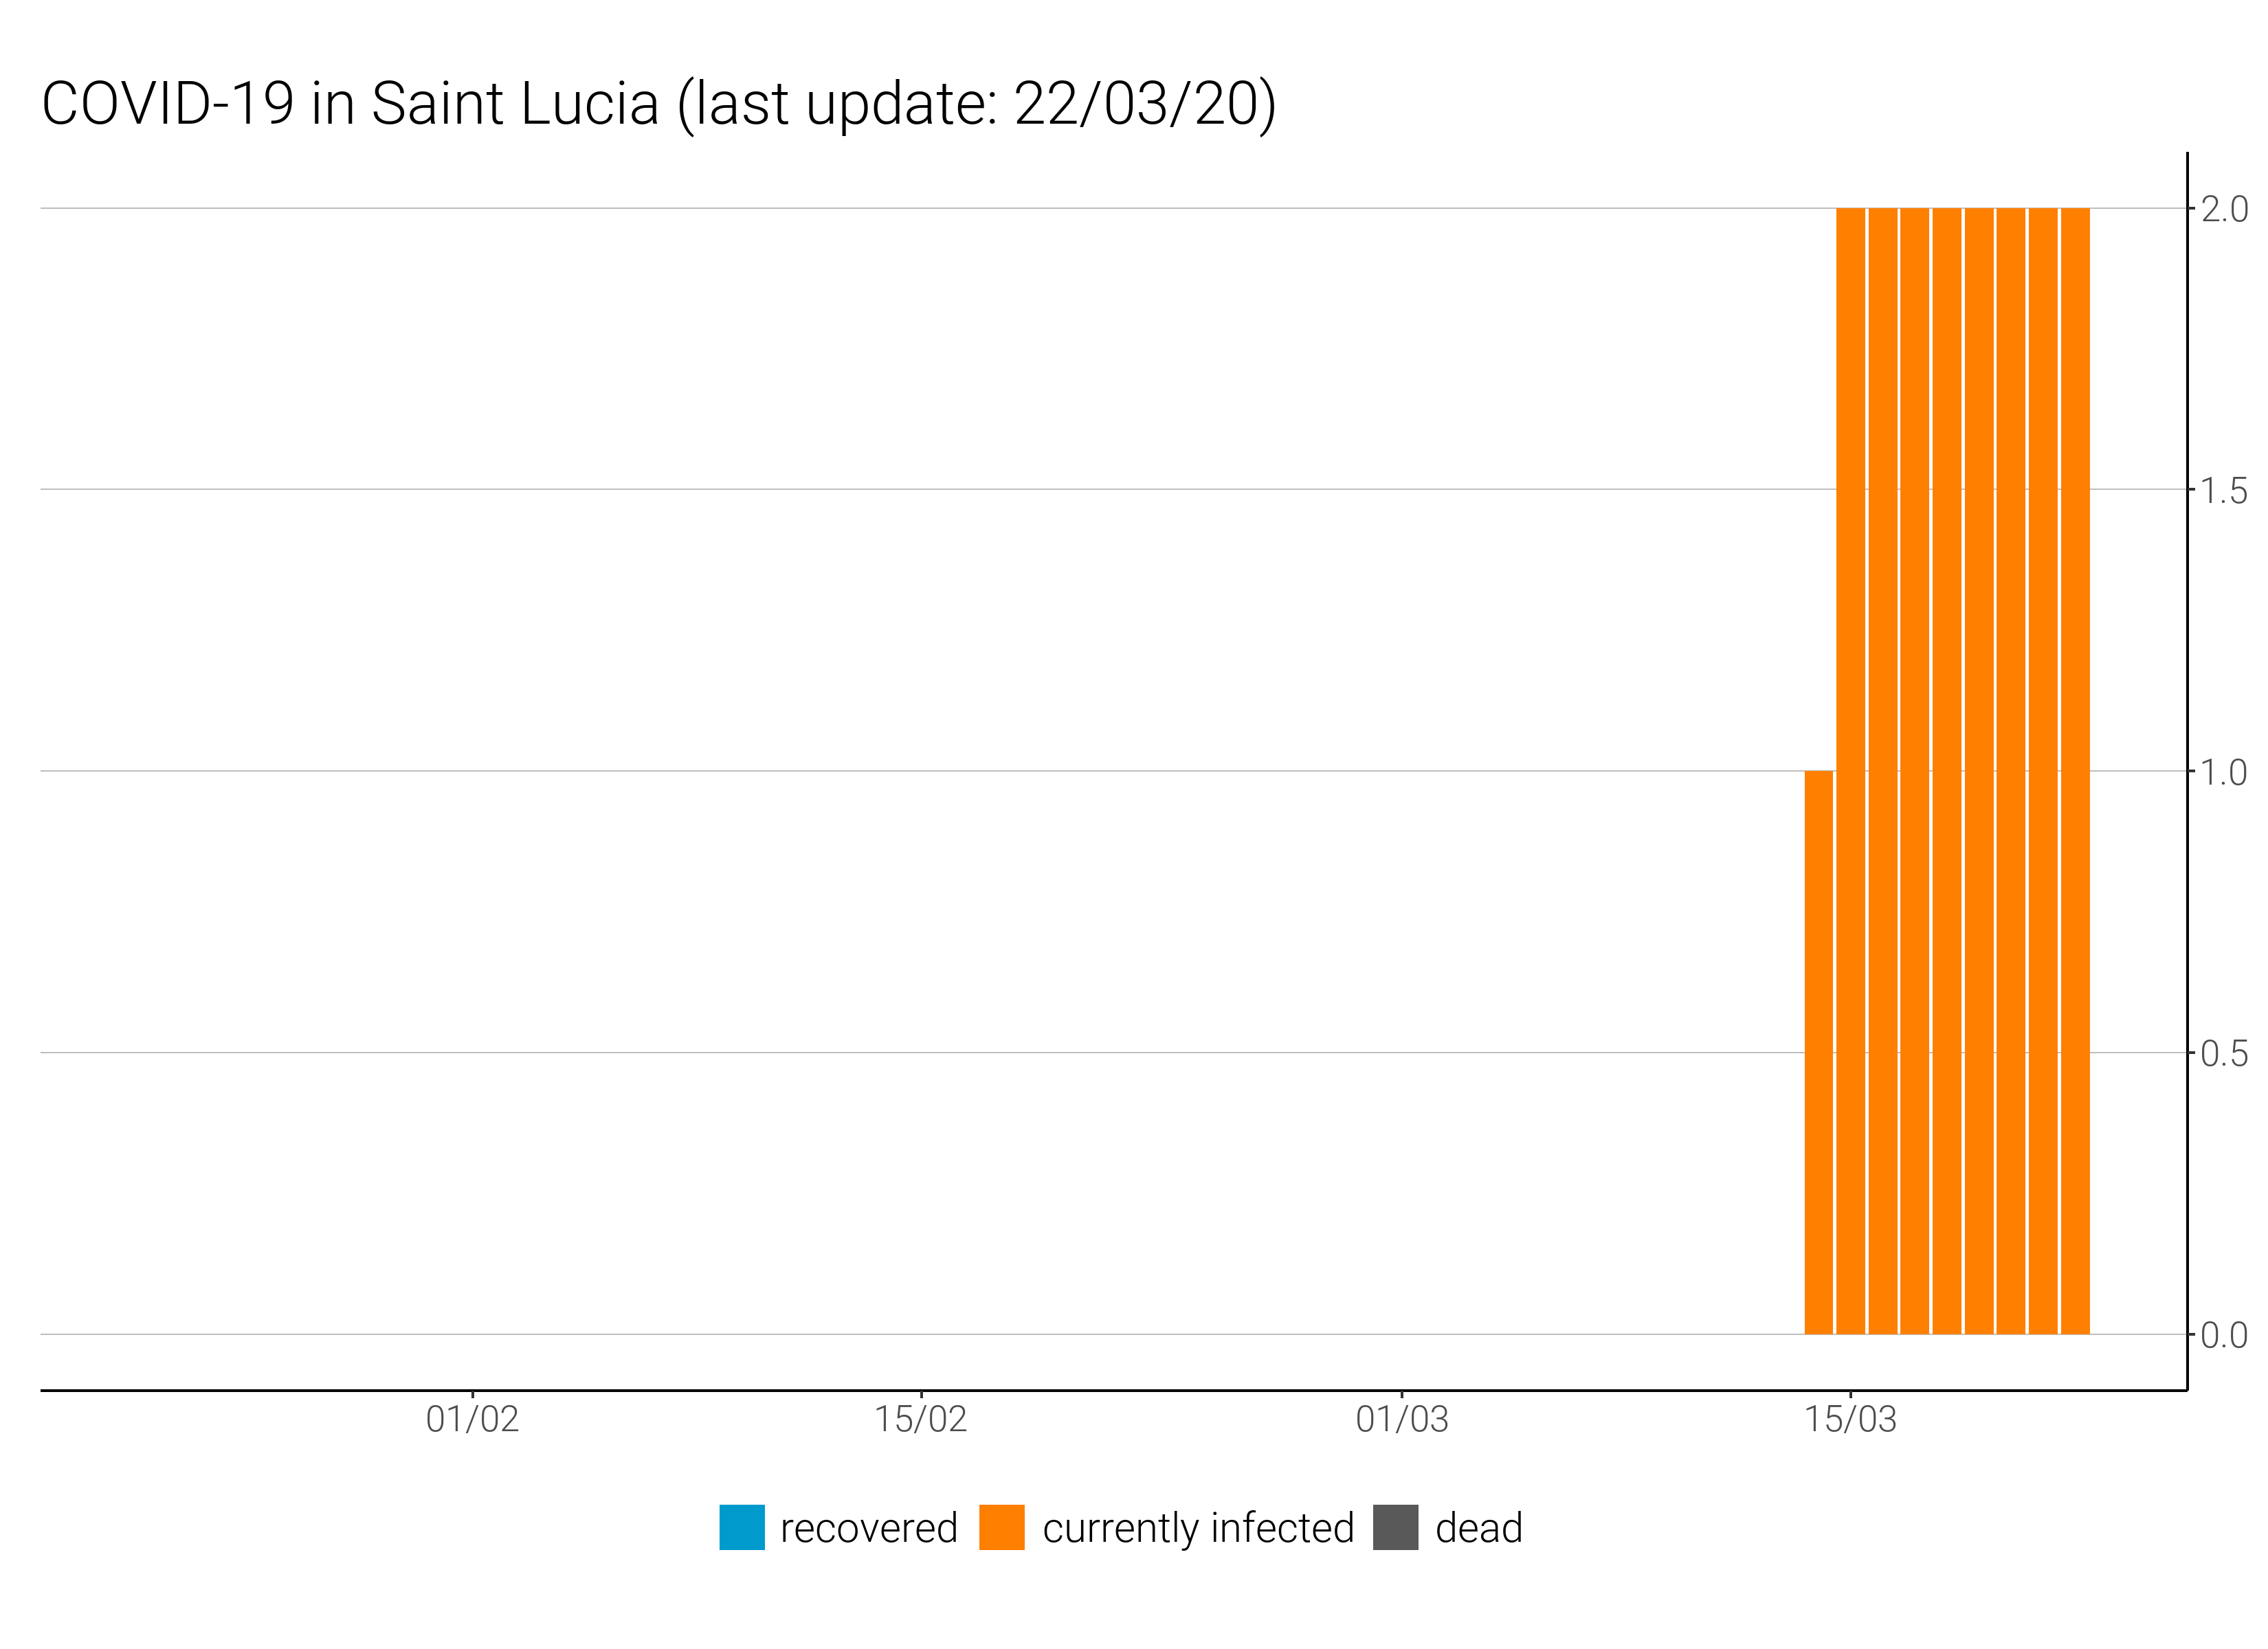 COVID-19 in Saint Lucia (last update: 22/03/20)
2.0
1.5
1.0
0.5
0.0
01/02 15/02 01/03 15/03
recovered currently infected dead